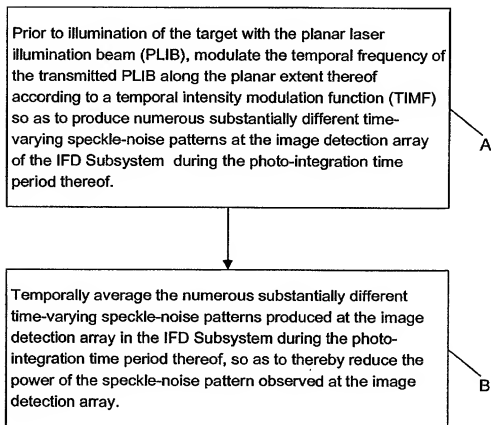 Prior to illumination of the target with the planar laser
illumination beam (PLIB), modulate the temporal frequency of
the transmitted PLIB along the planar extent thereof
according to a temporal intensity modulation function (TIMF)
so as to produce numerous substantially different time-
varying speckle-noise patterns at the image detection array
of the IFD Subsystem during the photo-integration time
period thereof.
A
Temporally average the numerous substantially different
time-varying speckle-noise patterns produced at the image
detection array in the IFD Subsystem during the photo-
integration time period thereof, so as to thereby reduce the
power of the speckle-noise pattern observed at the image
detection array.
B